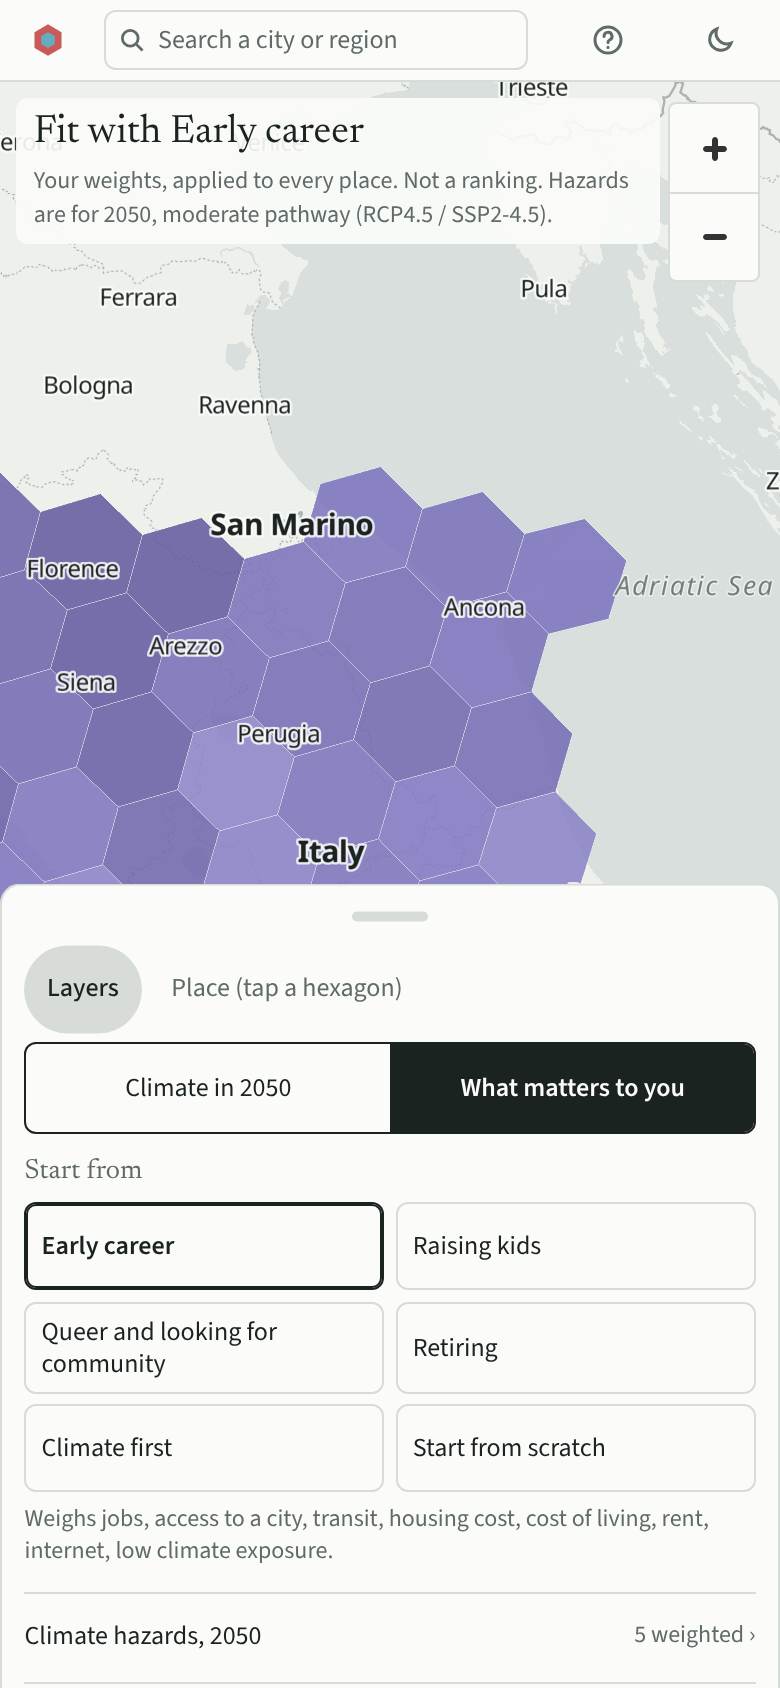 Search a city or region
Trieste
Fit with Early career
Your weights, applied to every place. Not a ranking. Hazards
are for 2050, moderate pathway (RCP4.5 / SSP2-4.5).
+
−
Ferrara
Pula
Bologna
Ravenna
Z
San Marino
Florence
Adriatic Sea
Ancona
Arezzo
Siena
Perugia
Italy
Layers
Place (tap a hexagon)
Climate in 2050
What matters to you
Start from
Early career
Raising kids
Queer and looking for
community
Retiring
Climate first
Start from scratch
Weighs jobs, access to a city, transit, housing cost, cost of living, rent,
internet, low climate exposure.
Climate hazards, 2050
5 weighted ›